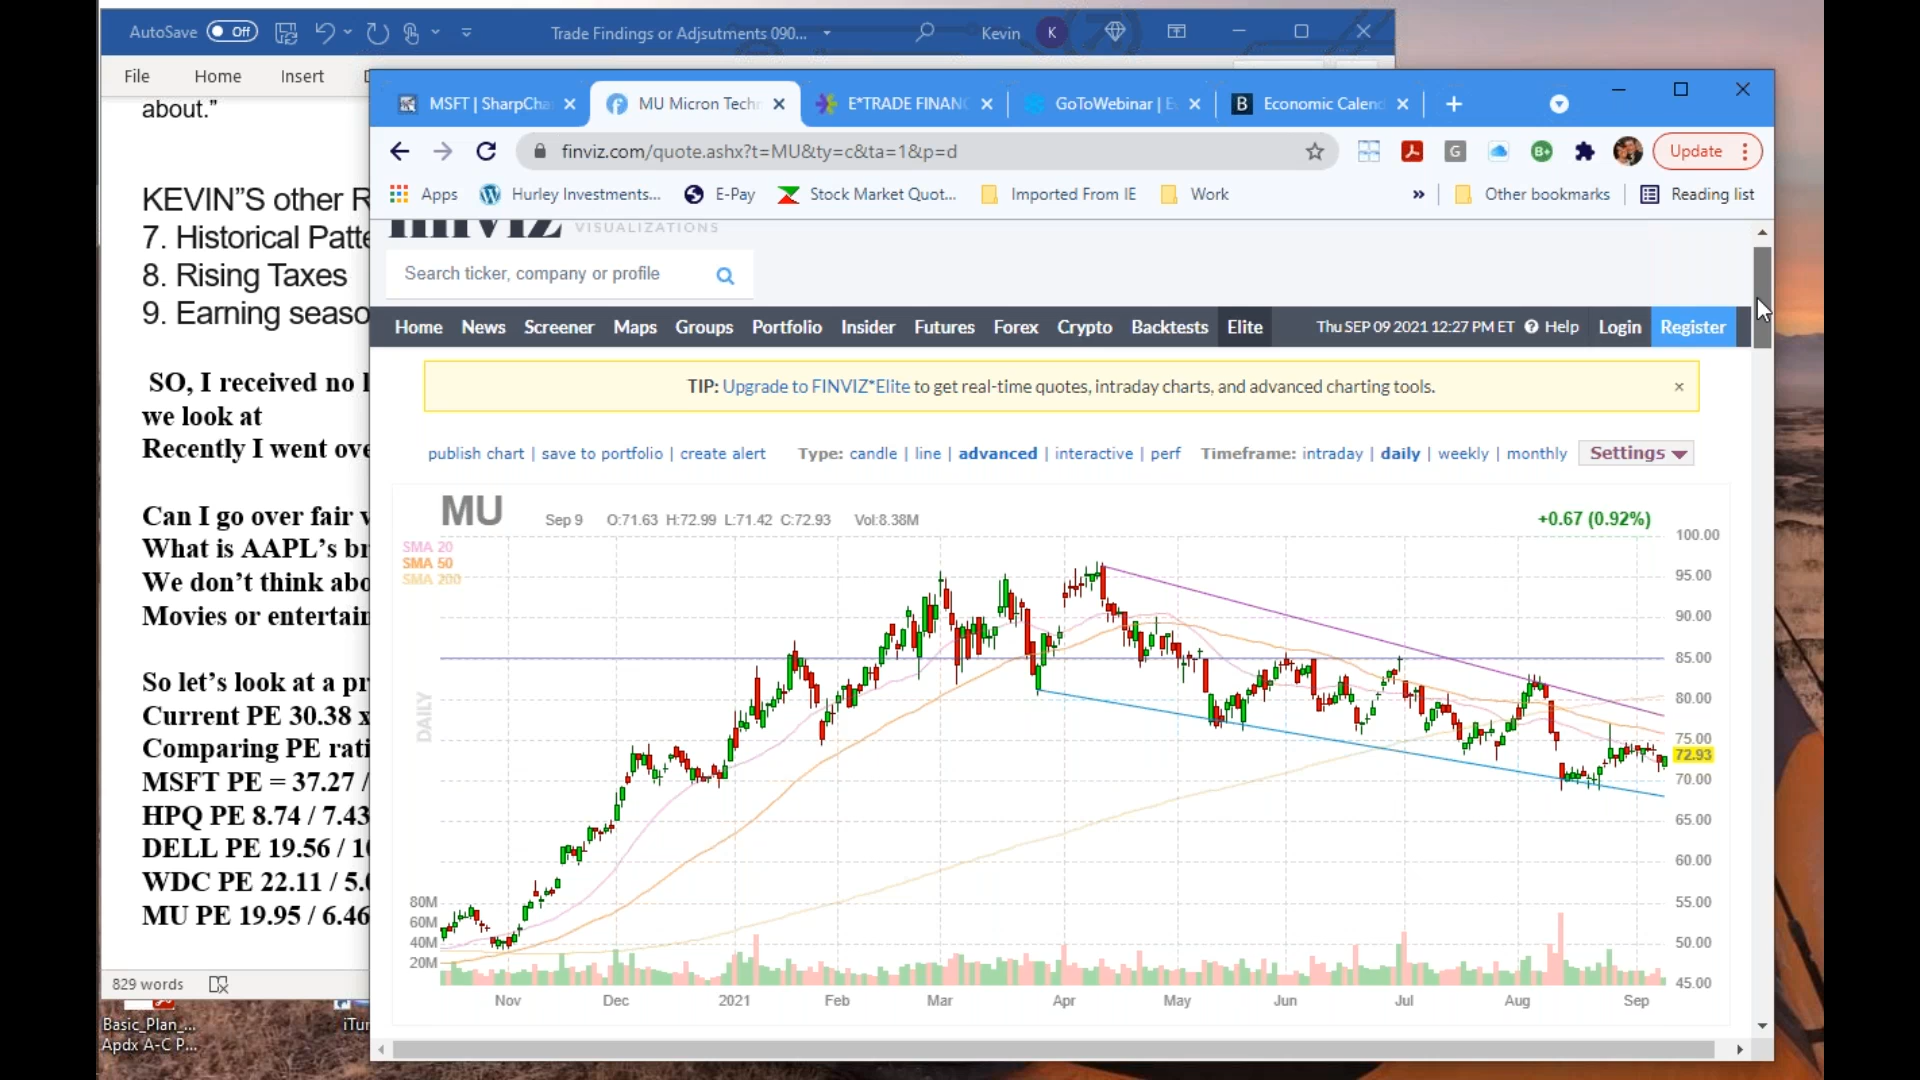 AutoSave Off Trade Findings or Adjsutments 090... Kevin K
File Home Insert
about.”
KEVIN”S other R
7. Historical Patte
8. Rising Taxes
9. Earning seaso
SO, I received no
we look at
Recently I went ove
Can I go over fair v
What is AAPL’s br
We don’t think abo
Movies or entertain
So let’s look at a pr
Current PE 30.38 x
Comparing PE rati
MSFT PE = 37.27 /
HPQ PE 8.74 / 7.43
DELL PE 19.56 / 10
WDC PE 22.11 / 5.0
MU PE 19.95 / 6.46
829 words
Basic_Plan_...
Apdx A-C P...
iTu
MSFT | SharpCha MU Micron Techn E*TRADE FINANC GoToWebinar | E Economic Calend
finviz.com/quote.ashx?t=MU&ty=c&ta=1&p=d G B+ Update
Apps Hurley Investments... E-Pay Stock Market Quot... Imported From IE Work » Other bookmarks Reading list
finviz VISUALIZATIONS
Search ticker, company or profile
Home News Screener Maps Groups Portfolio Insider Futures Forex Crypto Backtests Elite Thu SEP 09 2021 12:27 PM ET Help Login Register
TIP: Upgrade to FINVIZ*Elite to get real-time quotes, intraday charts, and advanced charting tools. ×
publish chart | save to portfolio | create alert Type: candle | line | advanced | interactive | perf Timeframe: intraday | daily | weekly | monthly Settings
MU Sep 9 O:71.63 H:72.99 L:71.42 C:72.93 Vol:8.38M +0.67 (0.92%)
SMA 20
SMA 50
SMA 200
DAILY
100.00
95.00
90.00
85.00
80.00
75.00
72.93
70.00
65.00
60.00
55.00
50.00
45.00
80M
60M
40M
20M
Nov Dec 2021 Feb Mar Apr May Jun Jul Aug Sep